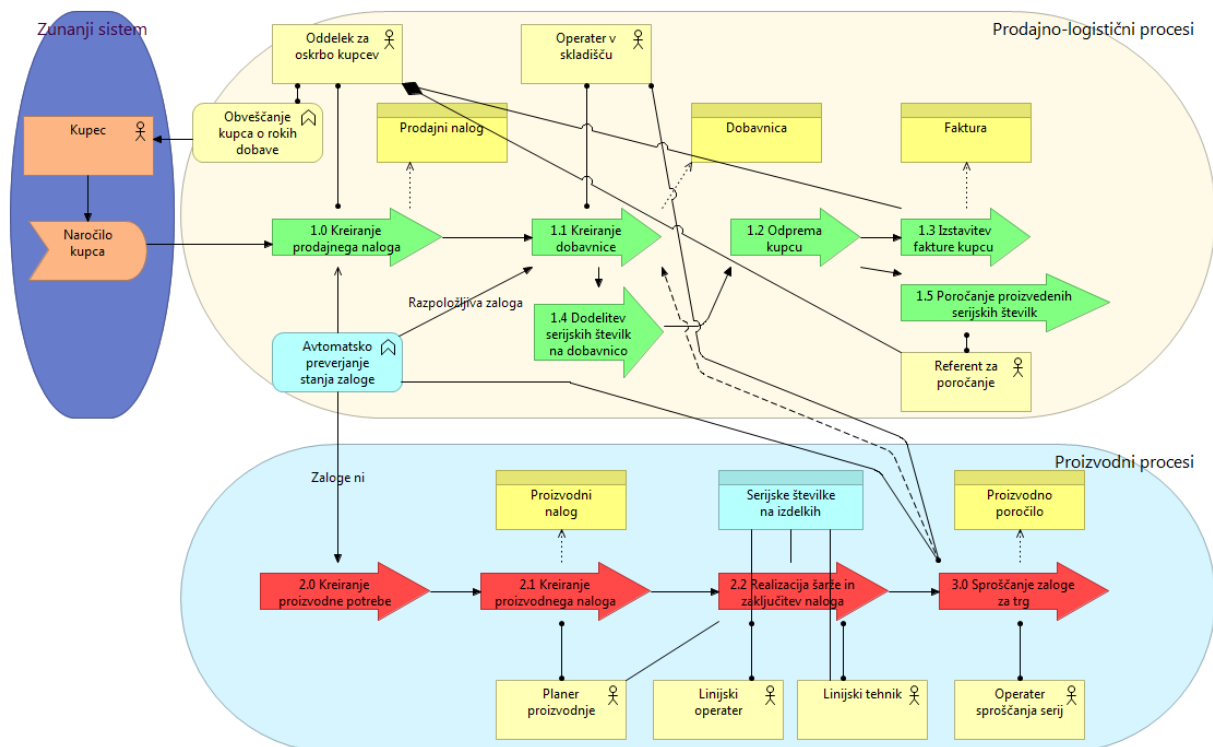 Zunanji sistem
Prodajno-logistični procesi
Oddelek za
oskrbo kupcev
Operater v
skladišču
Kupec
Obveščanje
kupca o rokih
dobave
Prodajni nalog
Dobavnica
Faktura
Naročilo
kupca
1.0 Kreiranje
prodajnega naloga
1.1 Kreiranje
dobavnice
1.2 Odprema
kupcu
1.3 Izstavitev
fakture kupcu
Razpoložljiva zaloga
1.4 Dodelitev
serijskih številk
na dobavnico
1.5 Poročanje proizvedenih
serijskih številk
Avtomatsko
preverjanje
stanja zaloge
Referent za
poročanje
Proizvodni procesi
Zaloge ni
Proizvodni
nalog
Serijske številke
na izdelkih
Proizvodno
poročilo
2.0 Kreiranje
proizvodne potrebe
2.1 Kreiranje
proizvodnega naloga
2.2 Realizacija šarže in
zaključitev naloga
3.0 Sproščanje zaloge
za trg
Planer
proizvodnje
Linijski
operater
Linijski tehnik
Operater
sproščanja serij